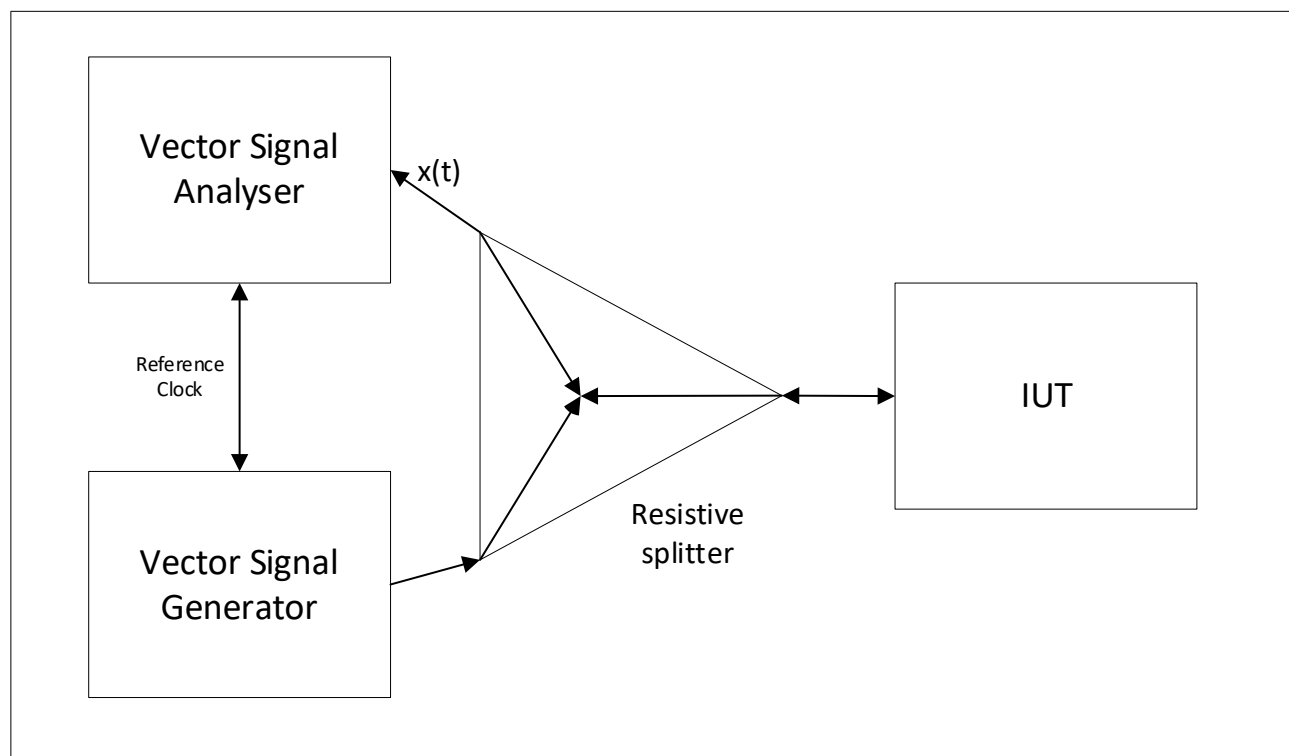 Vector Signal
Analyser
x(t)
Reference
Clock
IUT
Resistive
splitter
Vector Signal
Generator